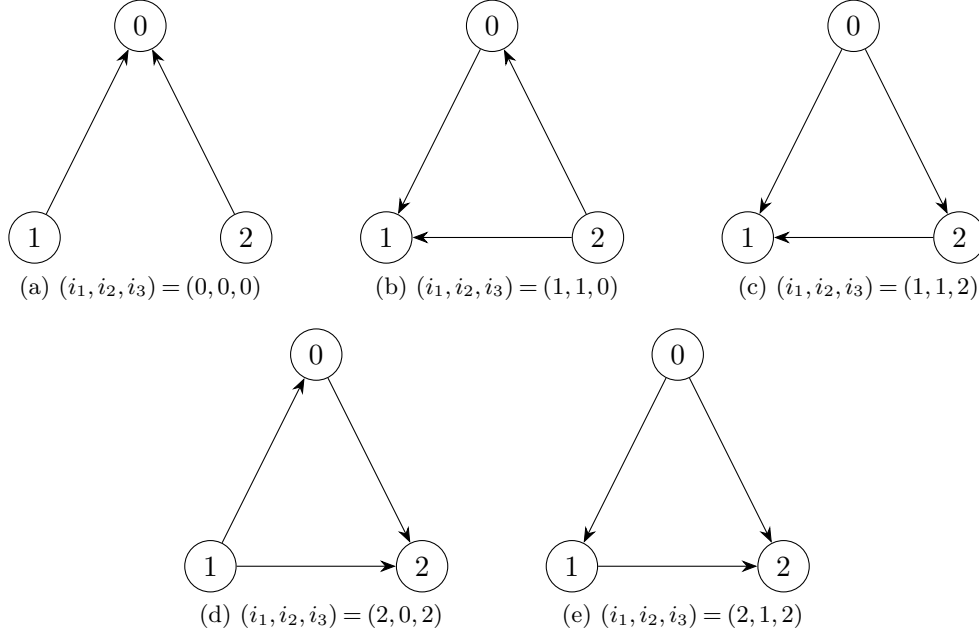 0
1 2
(a) (i₁, i₂, i₃) = (0, 0, 0)
0
1 2
(b) (i₁, i₂, i₃) = (1, 1, 0)
0
1 2
(c) (i₁, i₂, i₃) = (1, 1, 2)
0
1 2
(d) (i₁, i₂, i₃) = (2, 0, 2)
0
1 2
(e) (i₁, i₂, i₃) = (2, 1, 2)